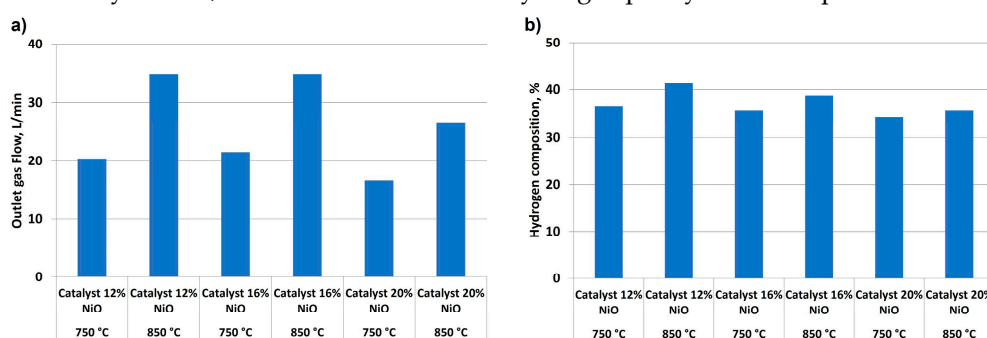 a)
Outlet gas Flow, L/min
40
30
20
10
0
Catalyst 12% Catalyst 12% Catalyst 16% Catalyst 16% Catalyst 20% Catalyst 20%
NiO NiO NiO NiO NiO NiO
750 °C 850 °C 750 °C 850 °C 750 °C 850 °C
b)
Hydrogen composition, %
50
40
30
20
10
0
Catalyst 12% Catalyst 12% Catalyst 16% Catalyst 16% Catalyst 20% Catalyst 20%
NiO NiO NiO NiO NiO NiO
750 °C 850 °C 750 °C 850 °C 750 °C 850 °C